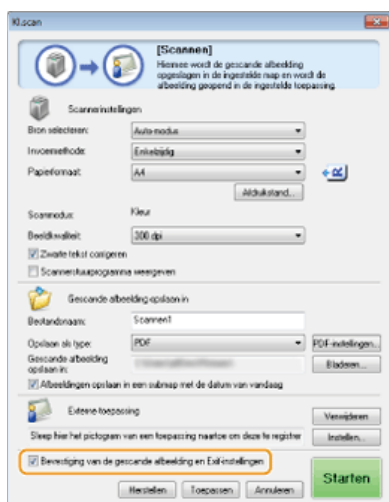 Kl.scan
[Scannen]
Hiermee wordt de gescande afbeelding
opgeslagen in de ingestelde map en wordt de
afbeelding geopend in de ingestelde toepassing.
Scannerinstellingen
Bron selecteren: Auto-modus
Invoermethode: Enkelzijdig
Papierformaat: A4
Afdrukstand...
Scanmodus: Kleur
Beeldkwaliteit: 300 dpi
Zwarte tekst corrigeren
Scannerstuurprogramma weergeven
Gescande afbeelding opslaan in
Bestandsnaam: Scannen1
Opslaan als type: PDF PDF-instellingen...
Gescande afbeelding
opslaan in: Bladeren...
Afbeeldingen opslaan in een submap met de datum van vandaag
Externe toepassing Verwijderen
Sleep hier het pictogram van een toepassing naartoe om deze te registrer Instellen...
Bevestiging van de gescande afbeelding en Exif-instellingen
Herstellen Toepassen Annuleren Starten